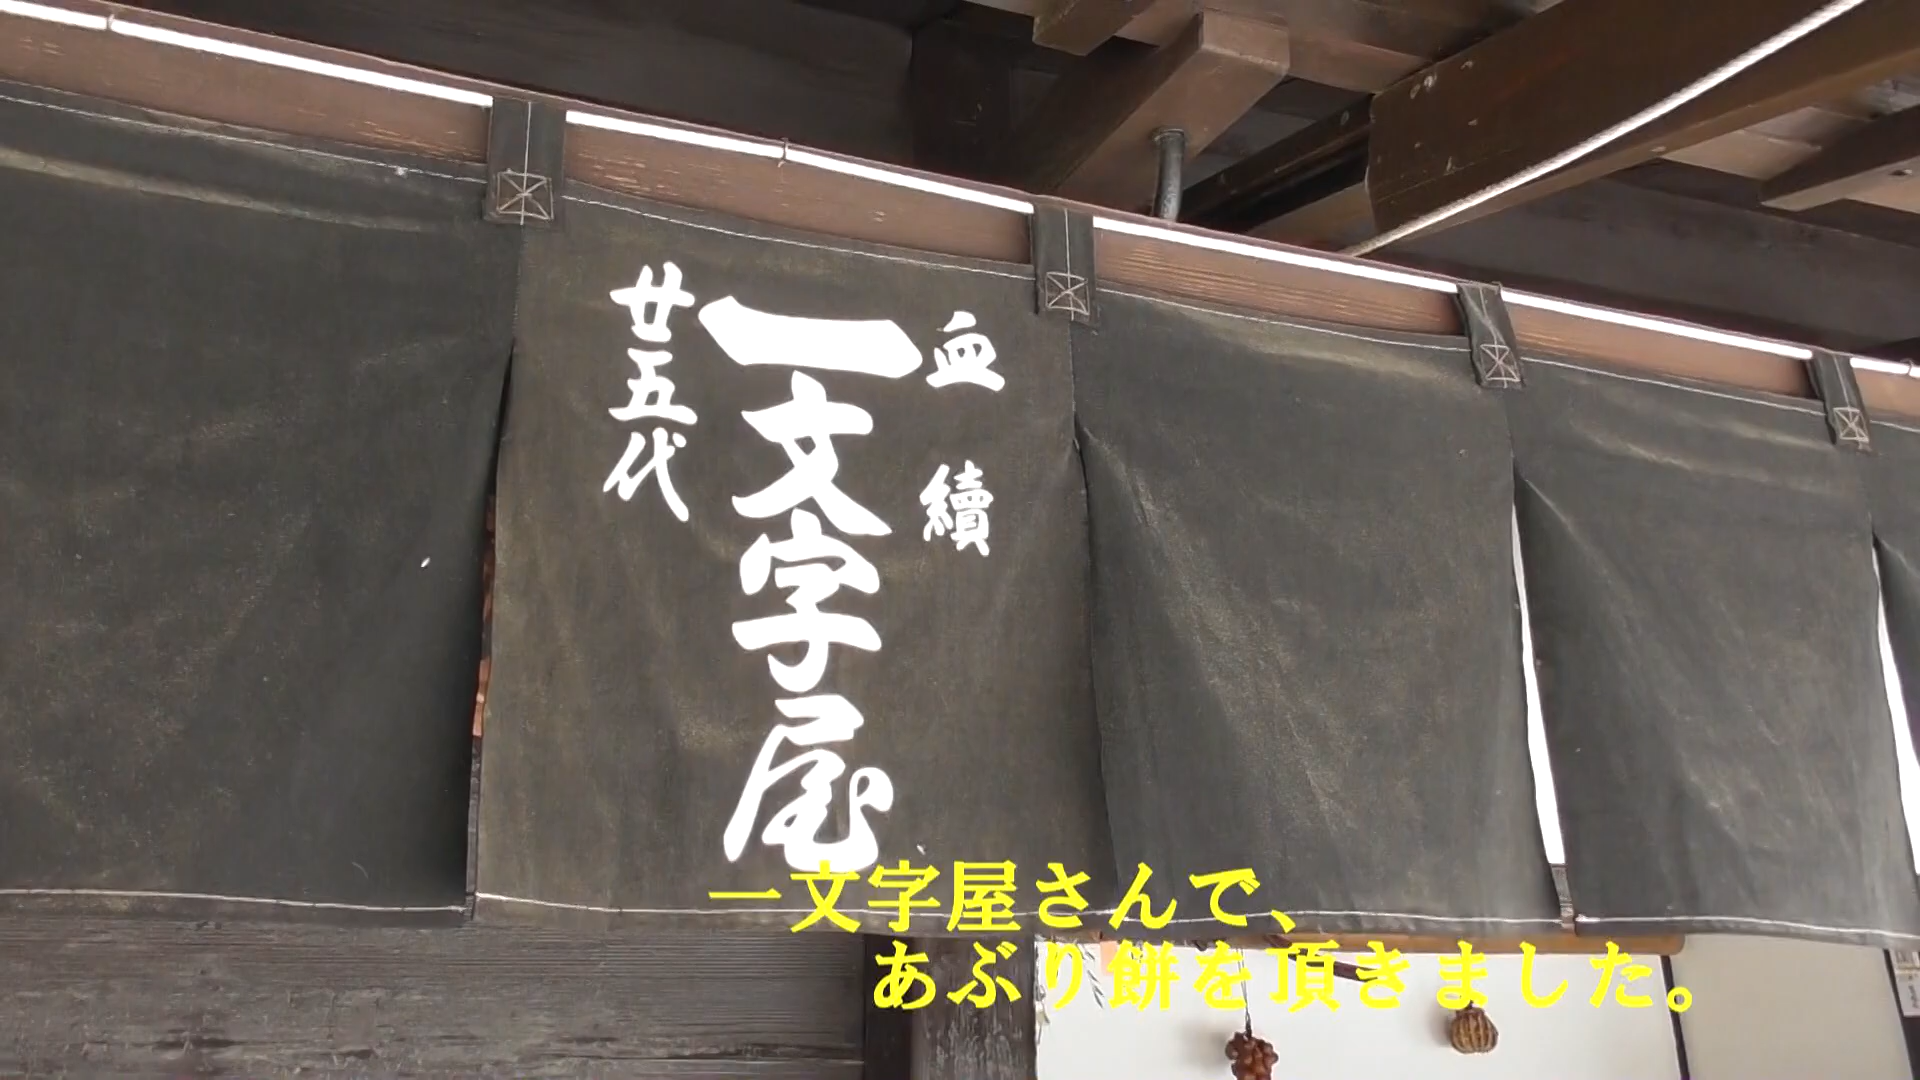 血續
一文字屋
廿五代
一文字屋さんで、
あぶり餅を頂きました。